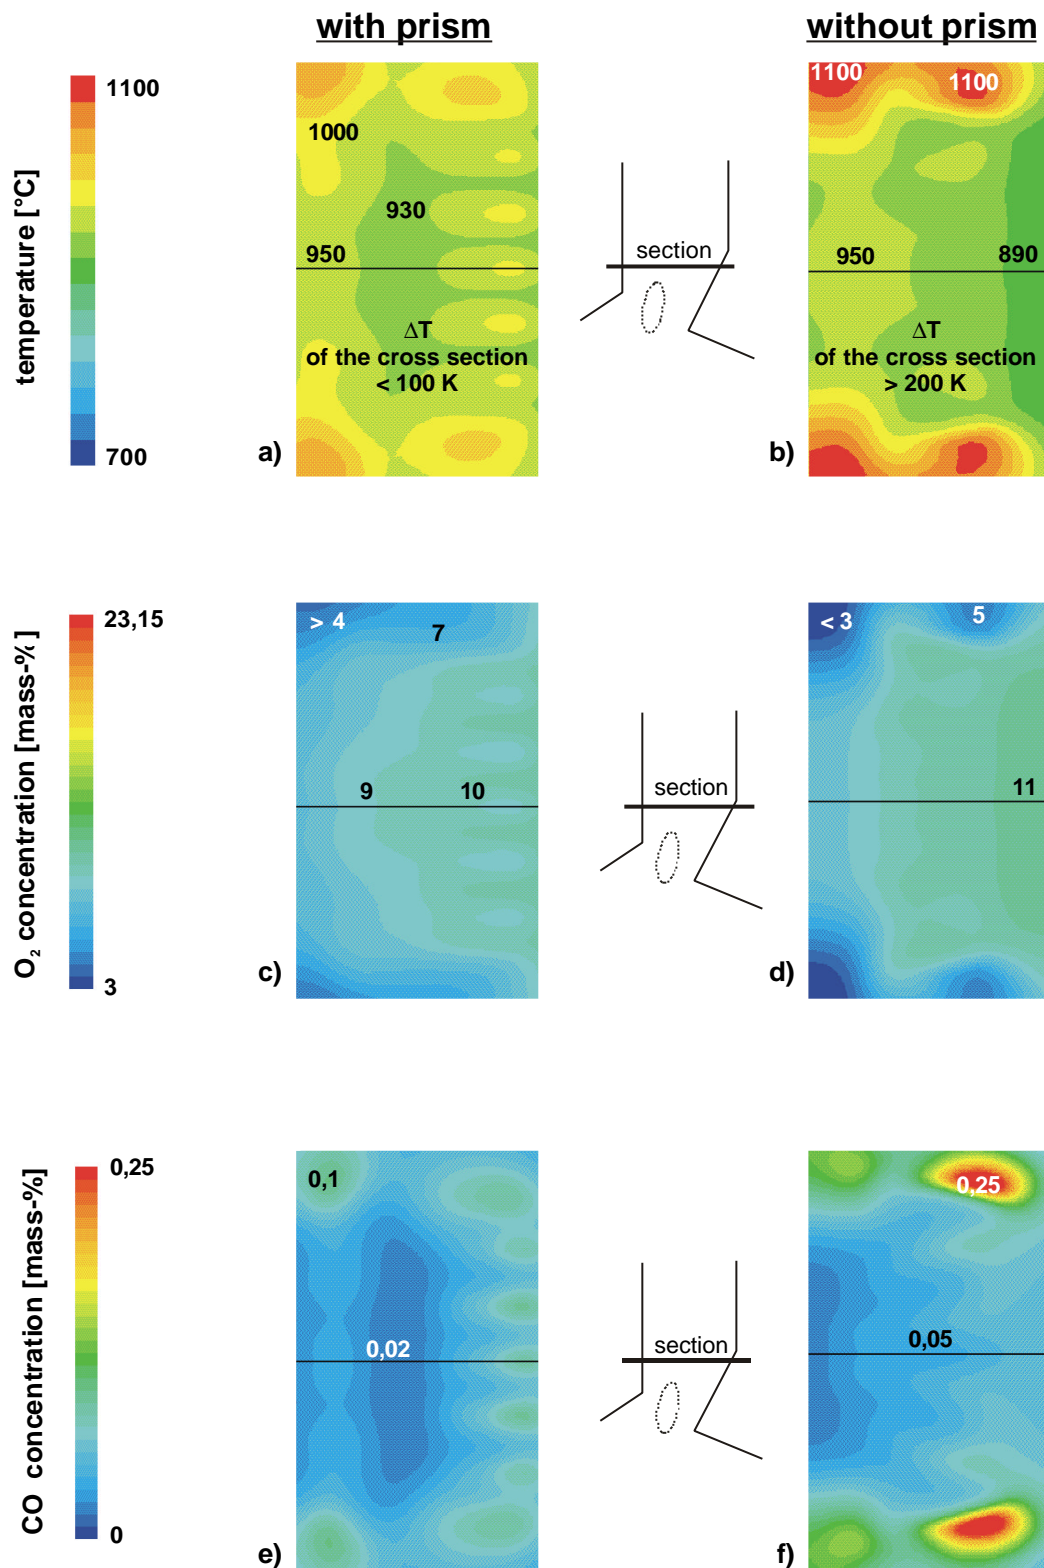 with prism
without prism
temperature [°C]
1100
700
1000
930
950
ΔT
of the cross section
< 100 K
a)
section
1100
1100
950
890
ΔT
of the cross section
> 200 K
b)
O₂ concentration [mass-%]
23,15
3
> 4
7
9
10
c)
section
< 3
5
11
d)
CO concentration [mass-%]
0,25
0
0,1
0,02
e)
section
0,25
0,05
f)